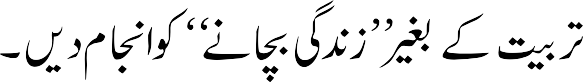 تربیت کے بغیر ’’زندگی بچانے‘‘ کو انجام دیں۔